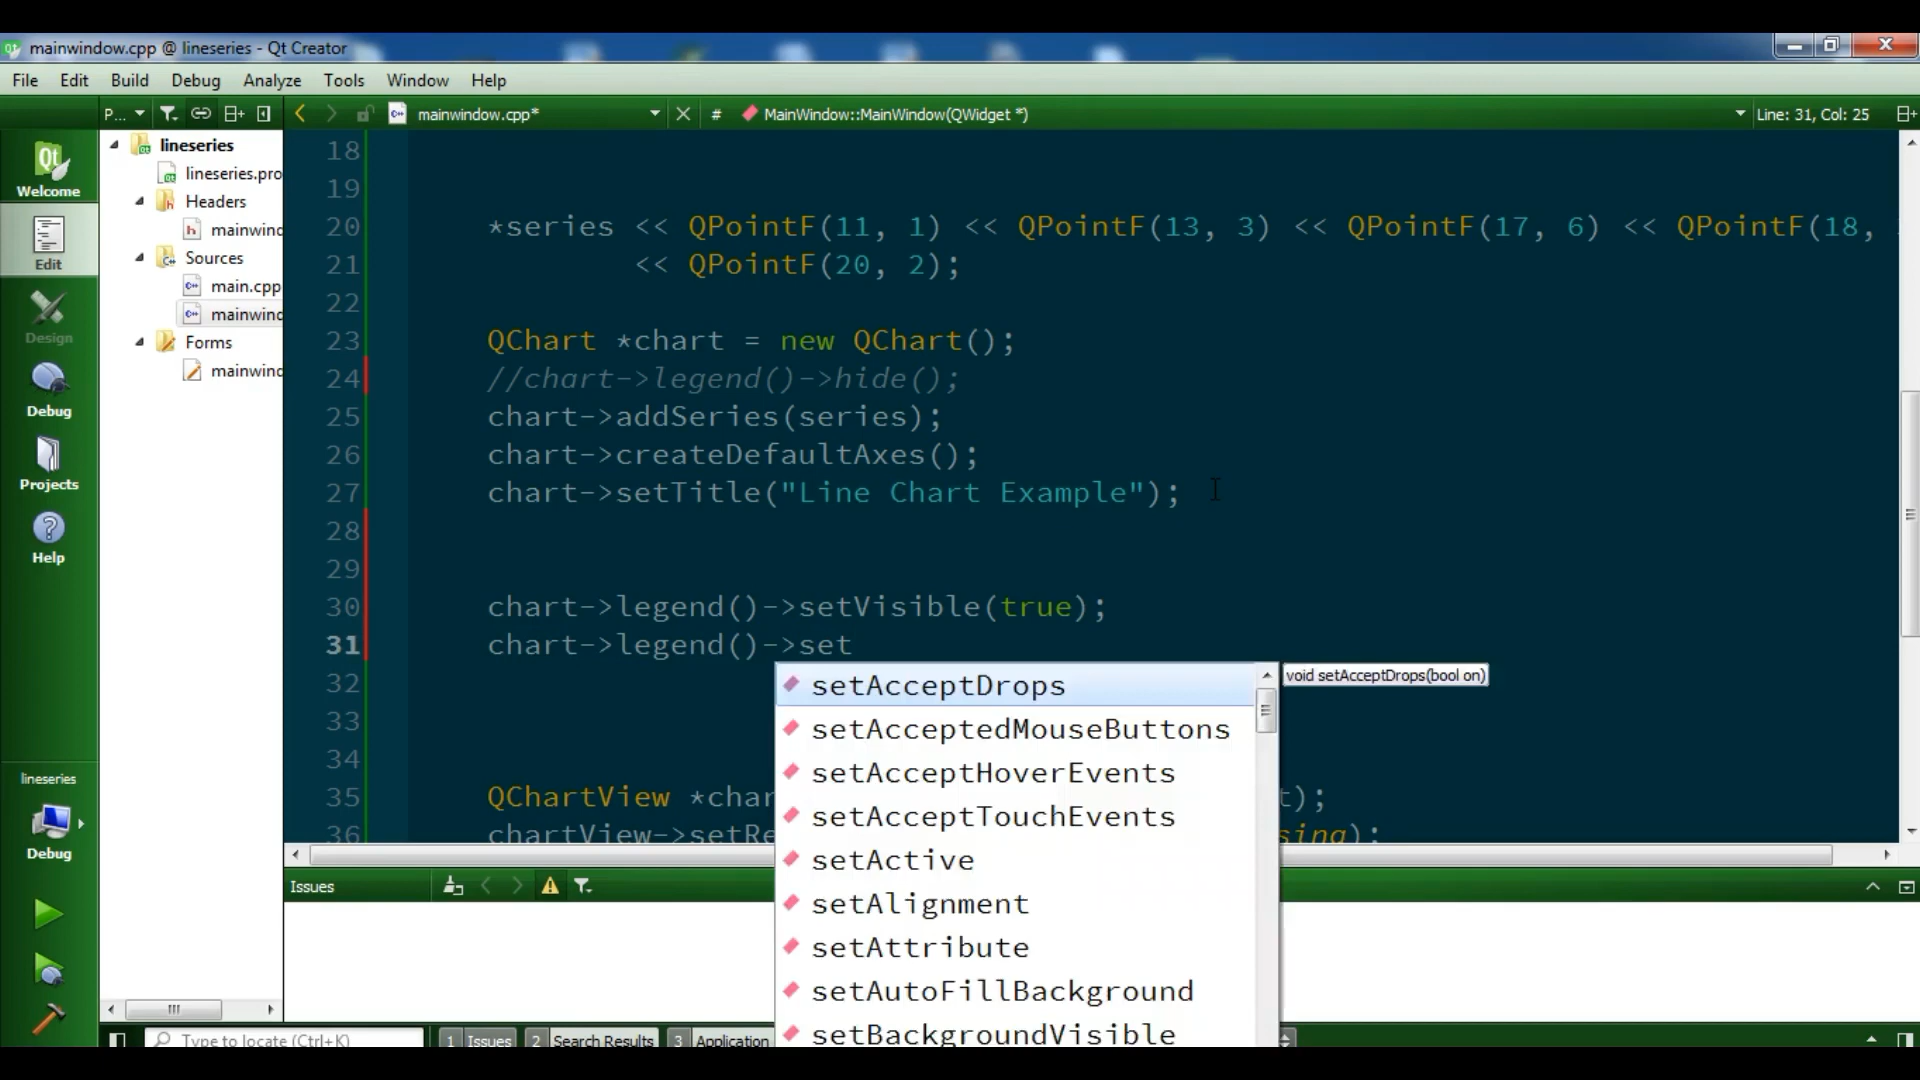 mainwindow.cpp @ lineseries - Qt Creator
File Edit Build Debug Analyze Tools Window Help
P... mainwindow.cpp* # MainWindow::MainWindow(QWidget *) Line: 31, Col: 25
Welcome
Edit
Design
Debug
Projects
Help
lineseries
Debug
lineseries
lineseries.pro
Headers
mainwind
Sources
main.cpp
mainwind
Forms
mainwind
18
19
20 *series << QPointF(11, 1) << QPointF(13, 3) << QPointF(17, 6) << QPointF(18,
21 << QPointF(20, 2);
22
23 QChart *chart = new QChart();
24 //chart->legend()->hide();
25 chart->addSeries(series);
26 chart->createDefaultAxes();
27 chart->setTitle("Line Chart Example");
28
29
30 chart->legend()->setVisible(true);
31 chart->legend()->set
32
33
34
35 QChartView *char t);
36 chartView->setRe sing);
setAcceptDrops
setAcceptedMouseButtons
setAcceptHoverEvents
setAcceptTouchEvents
setActive
setAlignment
setAttribute
setAutoFillBackground
setBackgroundVisible
void setAcceptDrops(bool on)
Issues
Type to locate (Ctrl+K) 1 Issues 2 Search Results 3 Application